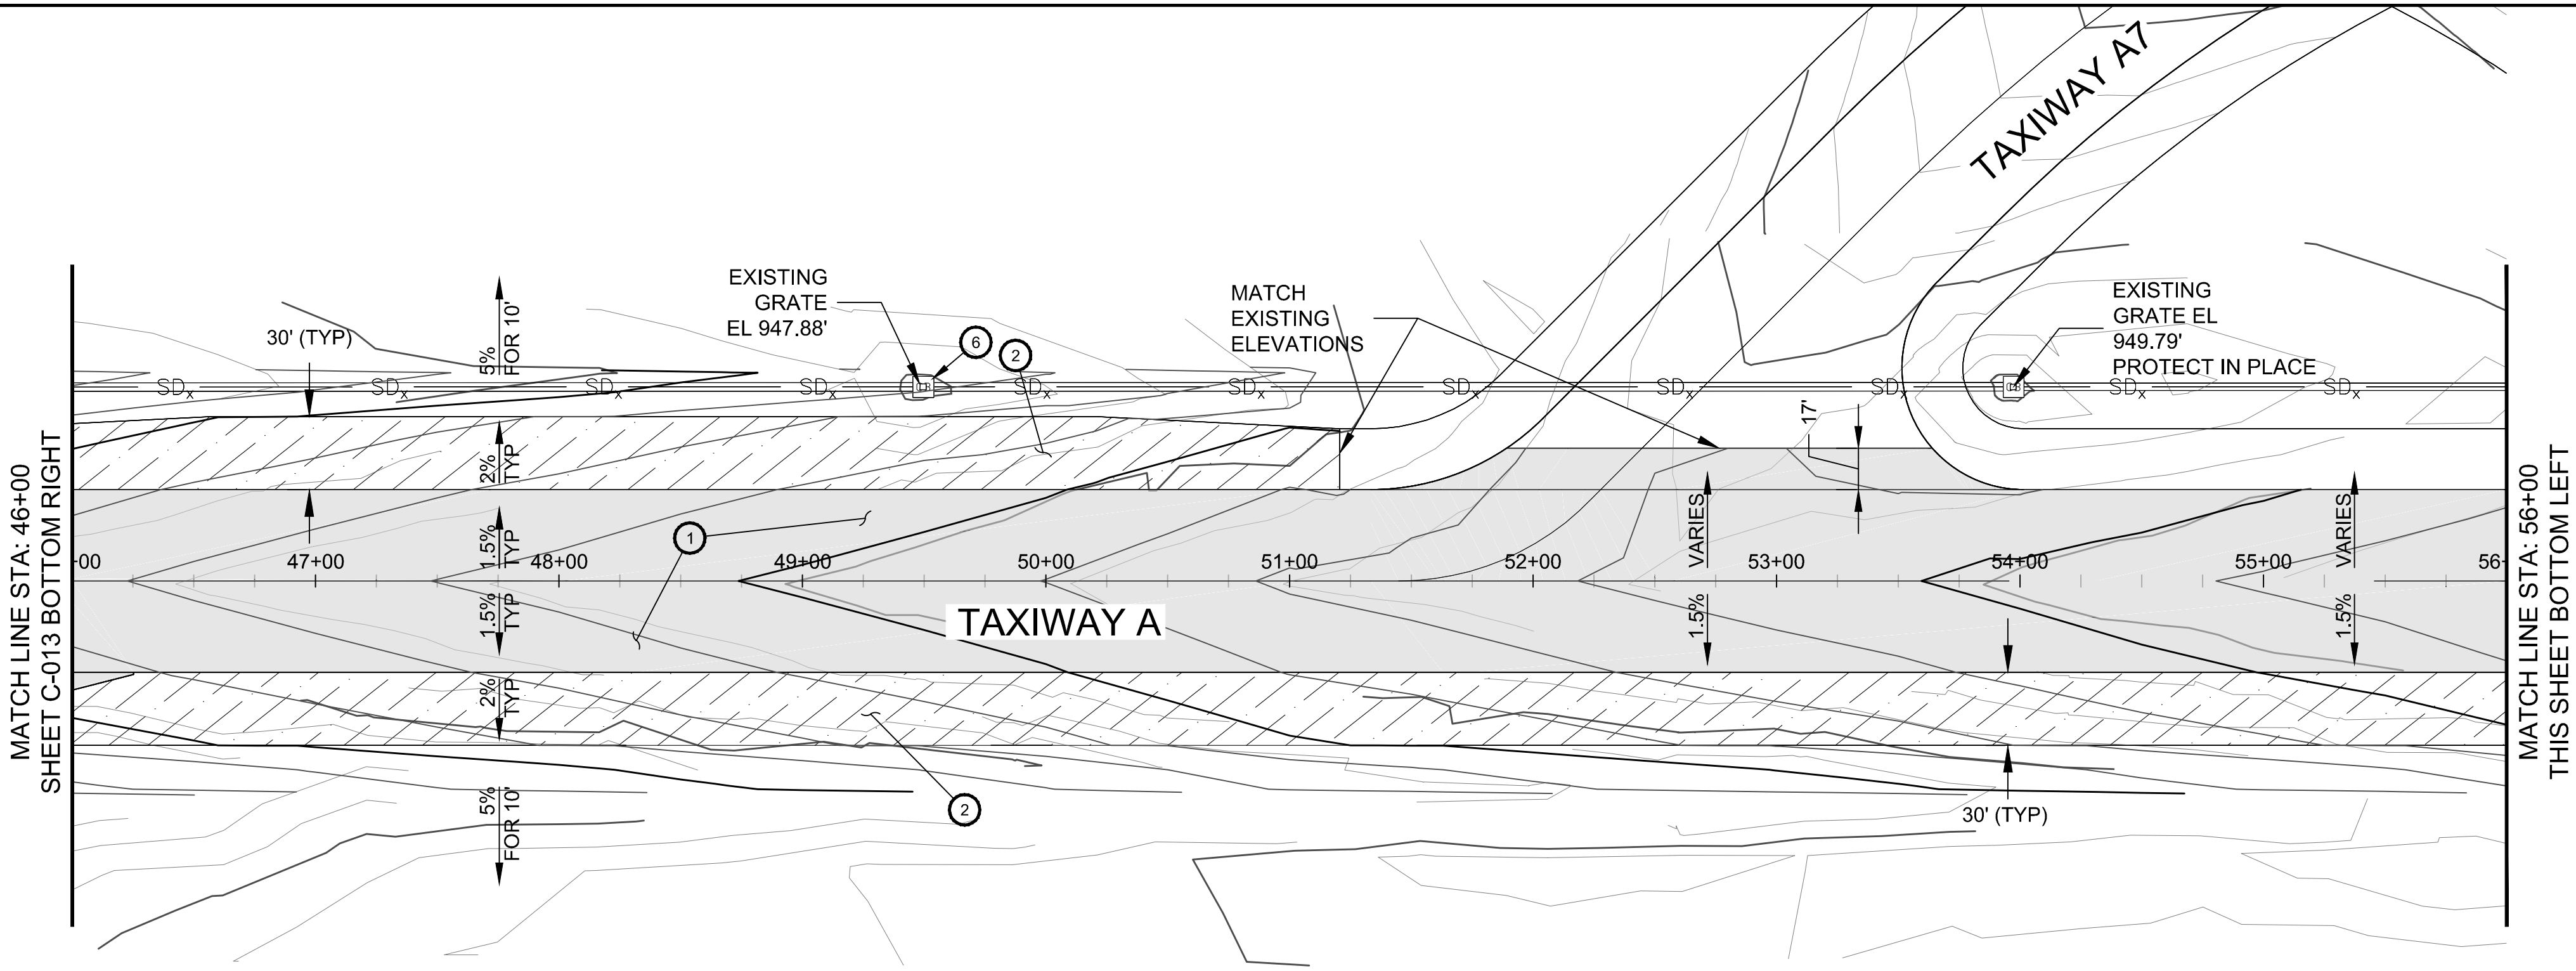 TAXIWAY A7
EXISTING
GRATE
EL 947.88'
6
2
MATCH
EXISTING
ELEVATIONS
EXISTING
GRATE EL
949.79'
PROTECT IN PLACE
30' (TYP)
5%
FOR 10'
SDx
SDx
SDx
SDx
SDx
SDx
SDx
SDx
SDx
SDx
SDx
17'
2%
TYP
1.5%
TYP
1
VARIES
VARIES
00
47+00
48+00
49+00
50+00
51+00
52+00
53+00
54+00
55+00
56+
1.5%
TYP
TAXIWAY A
1.5%
1.5%
2%
TYP
5%
FOR 10'
2
30' (TYP)
MATCH LINE STA: 46+00
SHEET C-013 BOTTOM RIGHT
MATCH LINE STA: 56+00
THIS SHEET BOTTOM LEFT